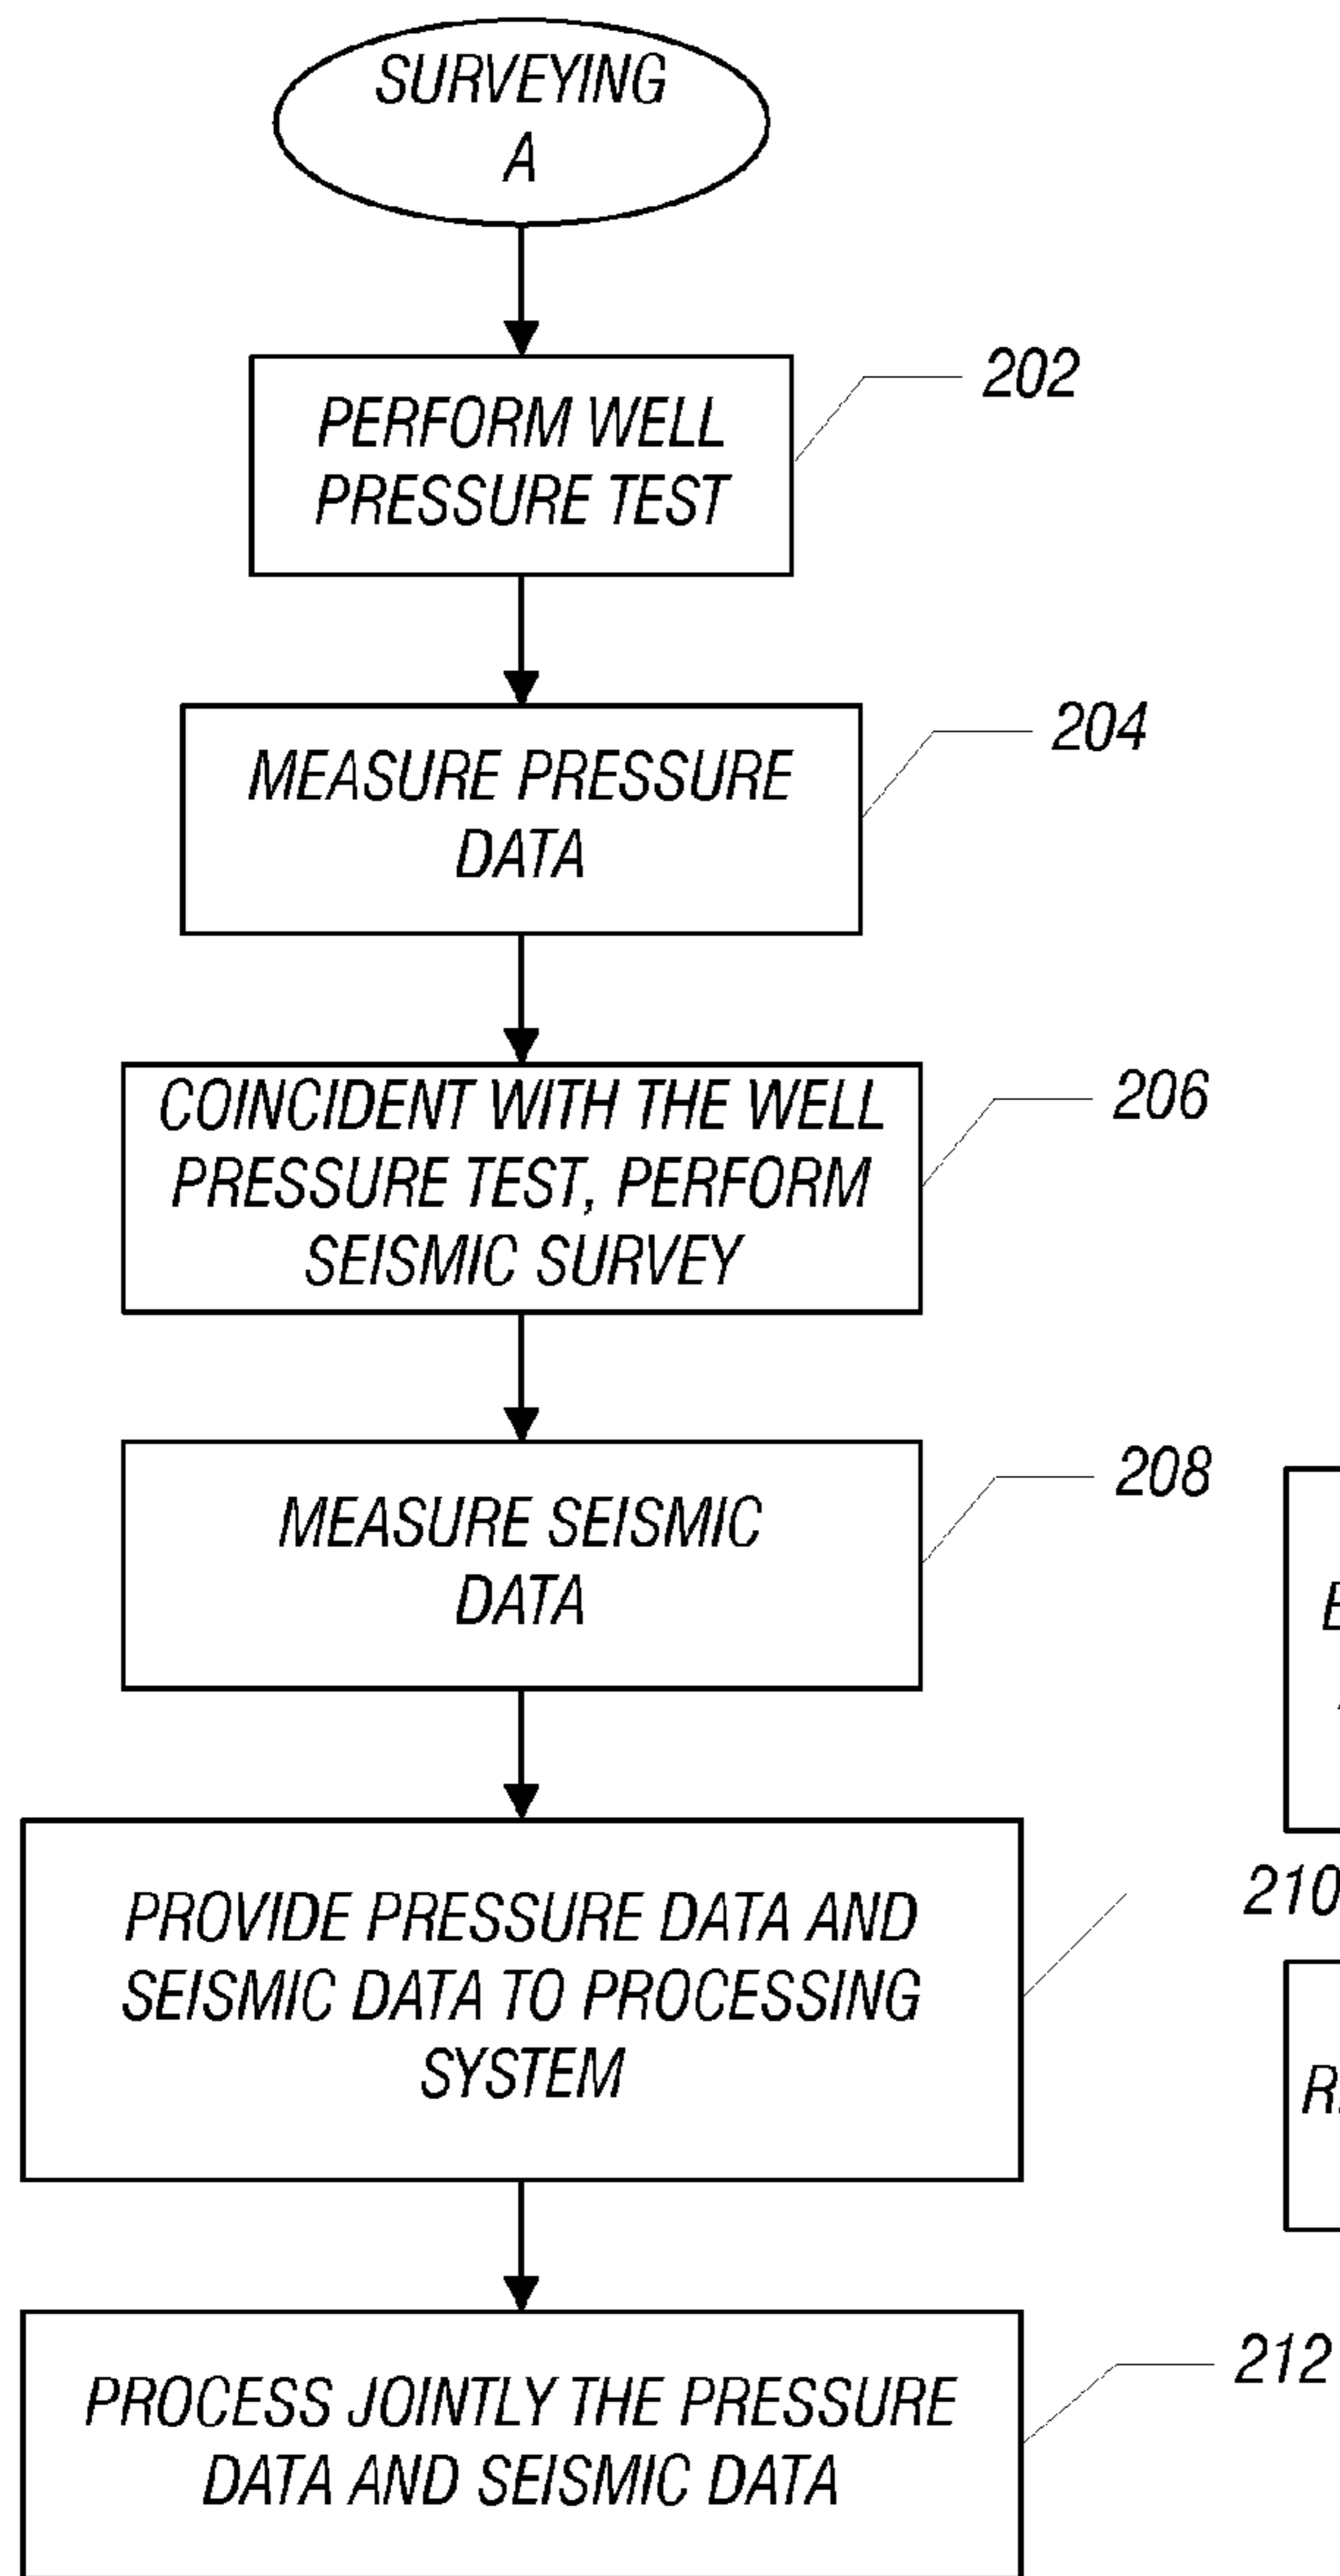 SURVEYING
A
202
PERFORM WELL
PRESSURE TEST
204
MEASURE PRESSURE
DATA
206
COINCIDENT WITH THE WELL
PRESSURE TEST, PERFORM
SEISMIC SURVEY
208
MEASURE SEISMIC
DATA
210
PROVIDE PRESSURE DATA AND
SEISMIC DATA TO PROCESSING
SYSTEM
212
PROCESS JOINTLY THE PRESSURE
DATA AND SEISMIC DATA